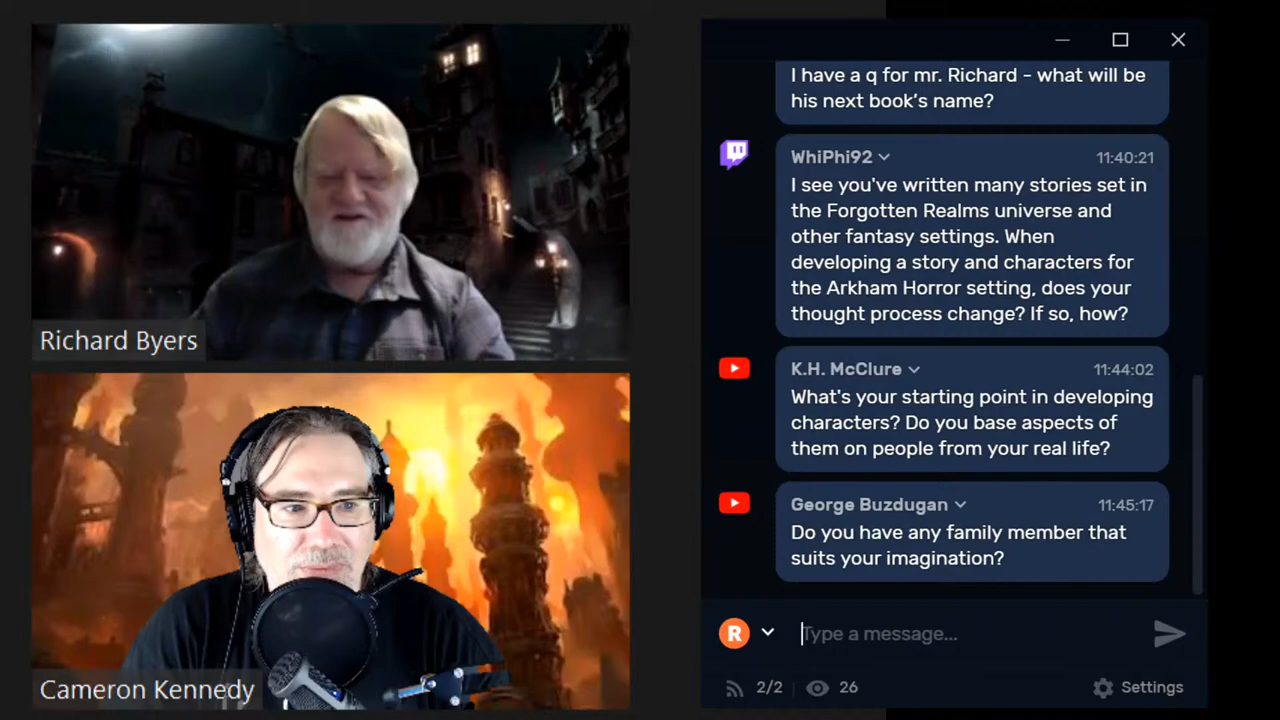 Richard Byers
Cameron Kennedy
I have a q for mr. Richard - what will be
his next book's name?
WhiPhi92
11:40:21
I see you've written many stories set in
the Forgotten Realms universe and
other fantasy settings. When
developing a story and characters for
the Arkham Horror setting, does your
thought process change? If so, how?
K.H. McClure
11:44:02
What's your starting point in developing
characters? Do you base aspects of
them on people from your real life?
George Buzdugan
11:45:17
Do you have any family member that
suits your imagination?
R
Type a message...
2/2
26
Settings